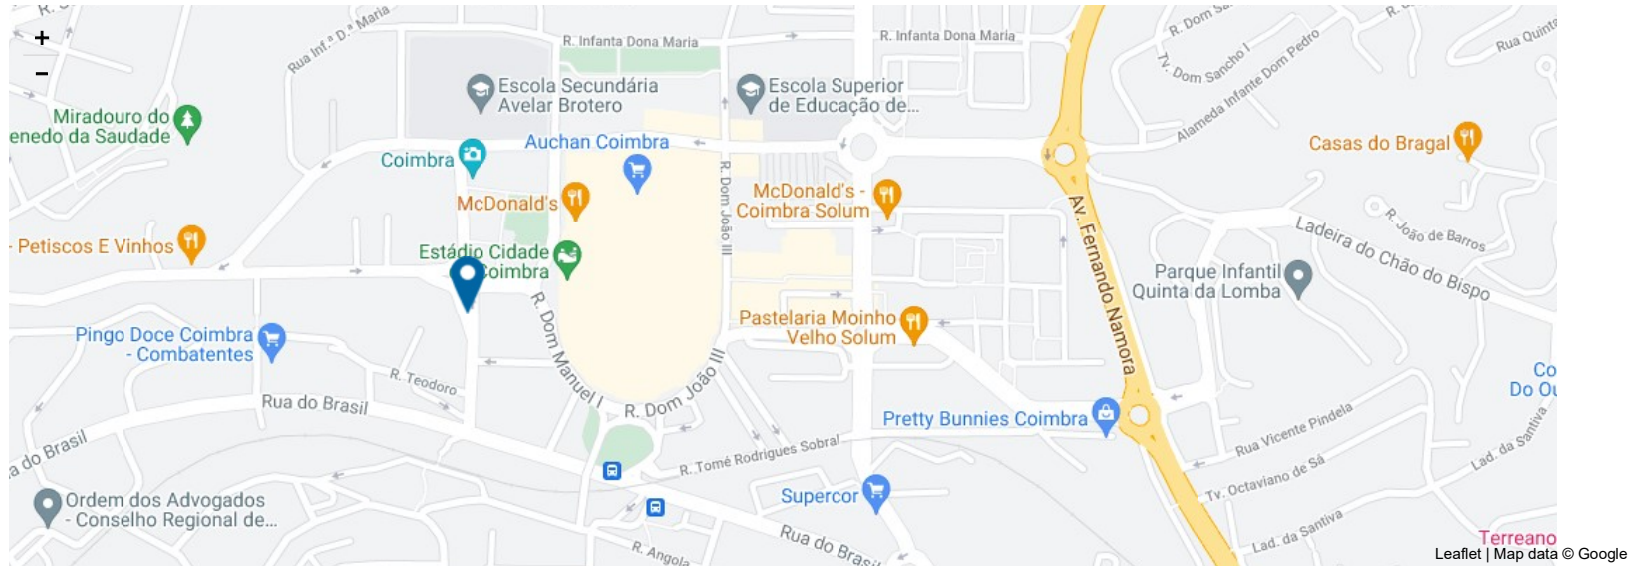 R. Infanta Dona Maria
R. Infanta Dona Maria
R. Dom Sa
Rua Quinta
+
−
Rua Inf.ª D.ª Maria
Tv. Dom Sancho I
Alameda Infante Dom Pedro
Escola Secundária
Avelar Brotero
Escola Superior
de Educação de...
Miradouro do
enedo da Saudade
Auchan Coimbra
Casas do Bragal
Coimbra
McDonald's
McDonald's -
Coimbra Solum
R. Dom João III
Av. Fernando Namora
R. João de Barros
Ladeira do Chão do Bispo
- Petiscos E Vinhos
Estádio Cidade
Coimbra
Parque Infantil
Quinta da Lomba
Pingo Doce Coimbra
- Combatentes
R. Dom Manuel I
Pastelaria Moinho
Velho Solum
R. Teodoro
Rua do Brasil
R. Dom João III
Pretty Bunnies Coimbra
Co
Do Ou
Rua Vicente Pindela
Lad. da Santiva
a do Brasil
R. Tomé Rodrigues Sobral
Tv. Octaviano de Sá
Ordem dos Advogados
- Conselho Regional de...
Supercor
Rua do Brasil
R. Angola
Lad. da Santiva
Terreano
Leaflet | Map data © Google